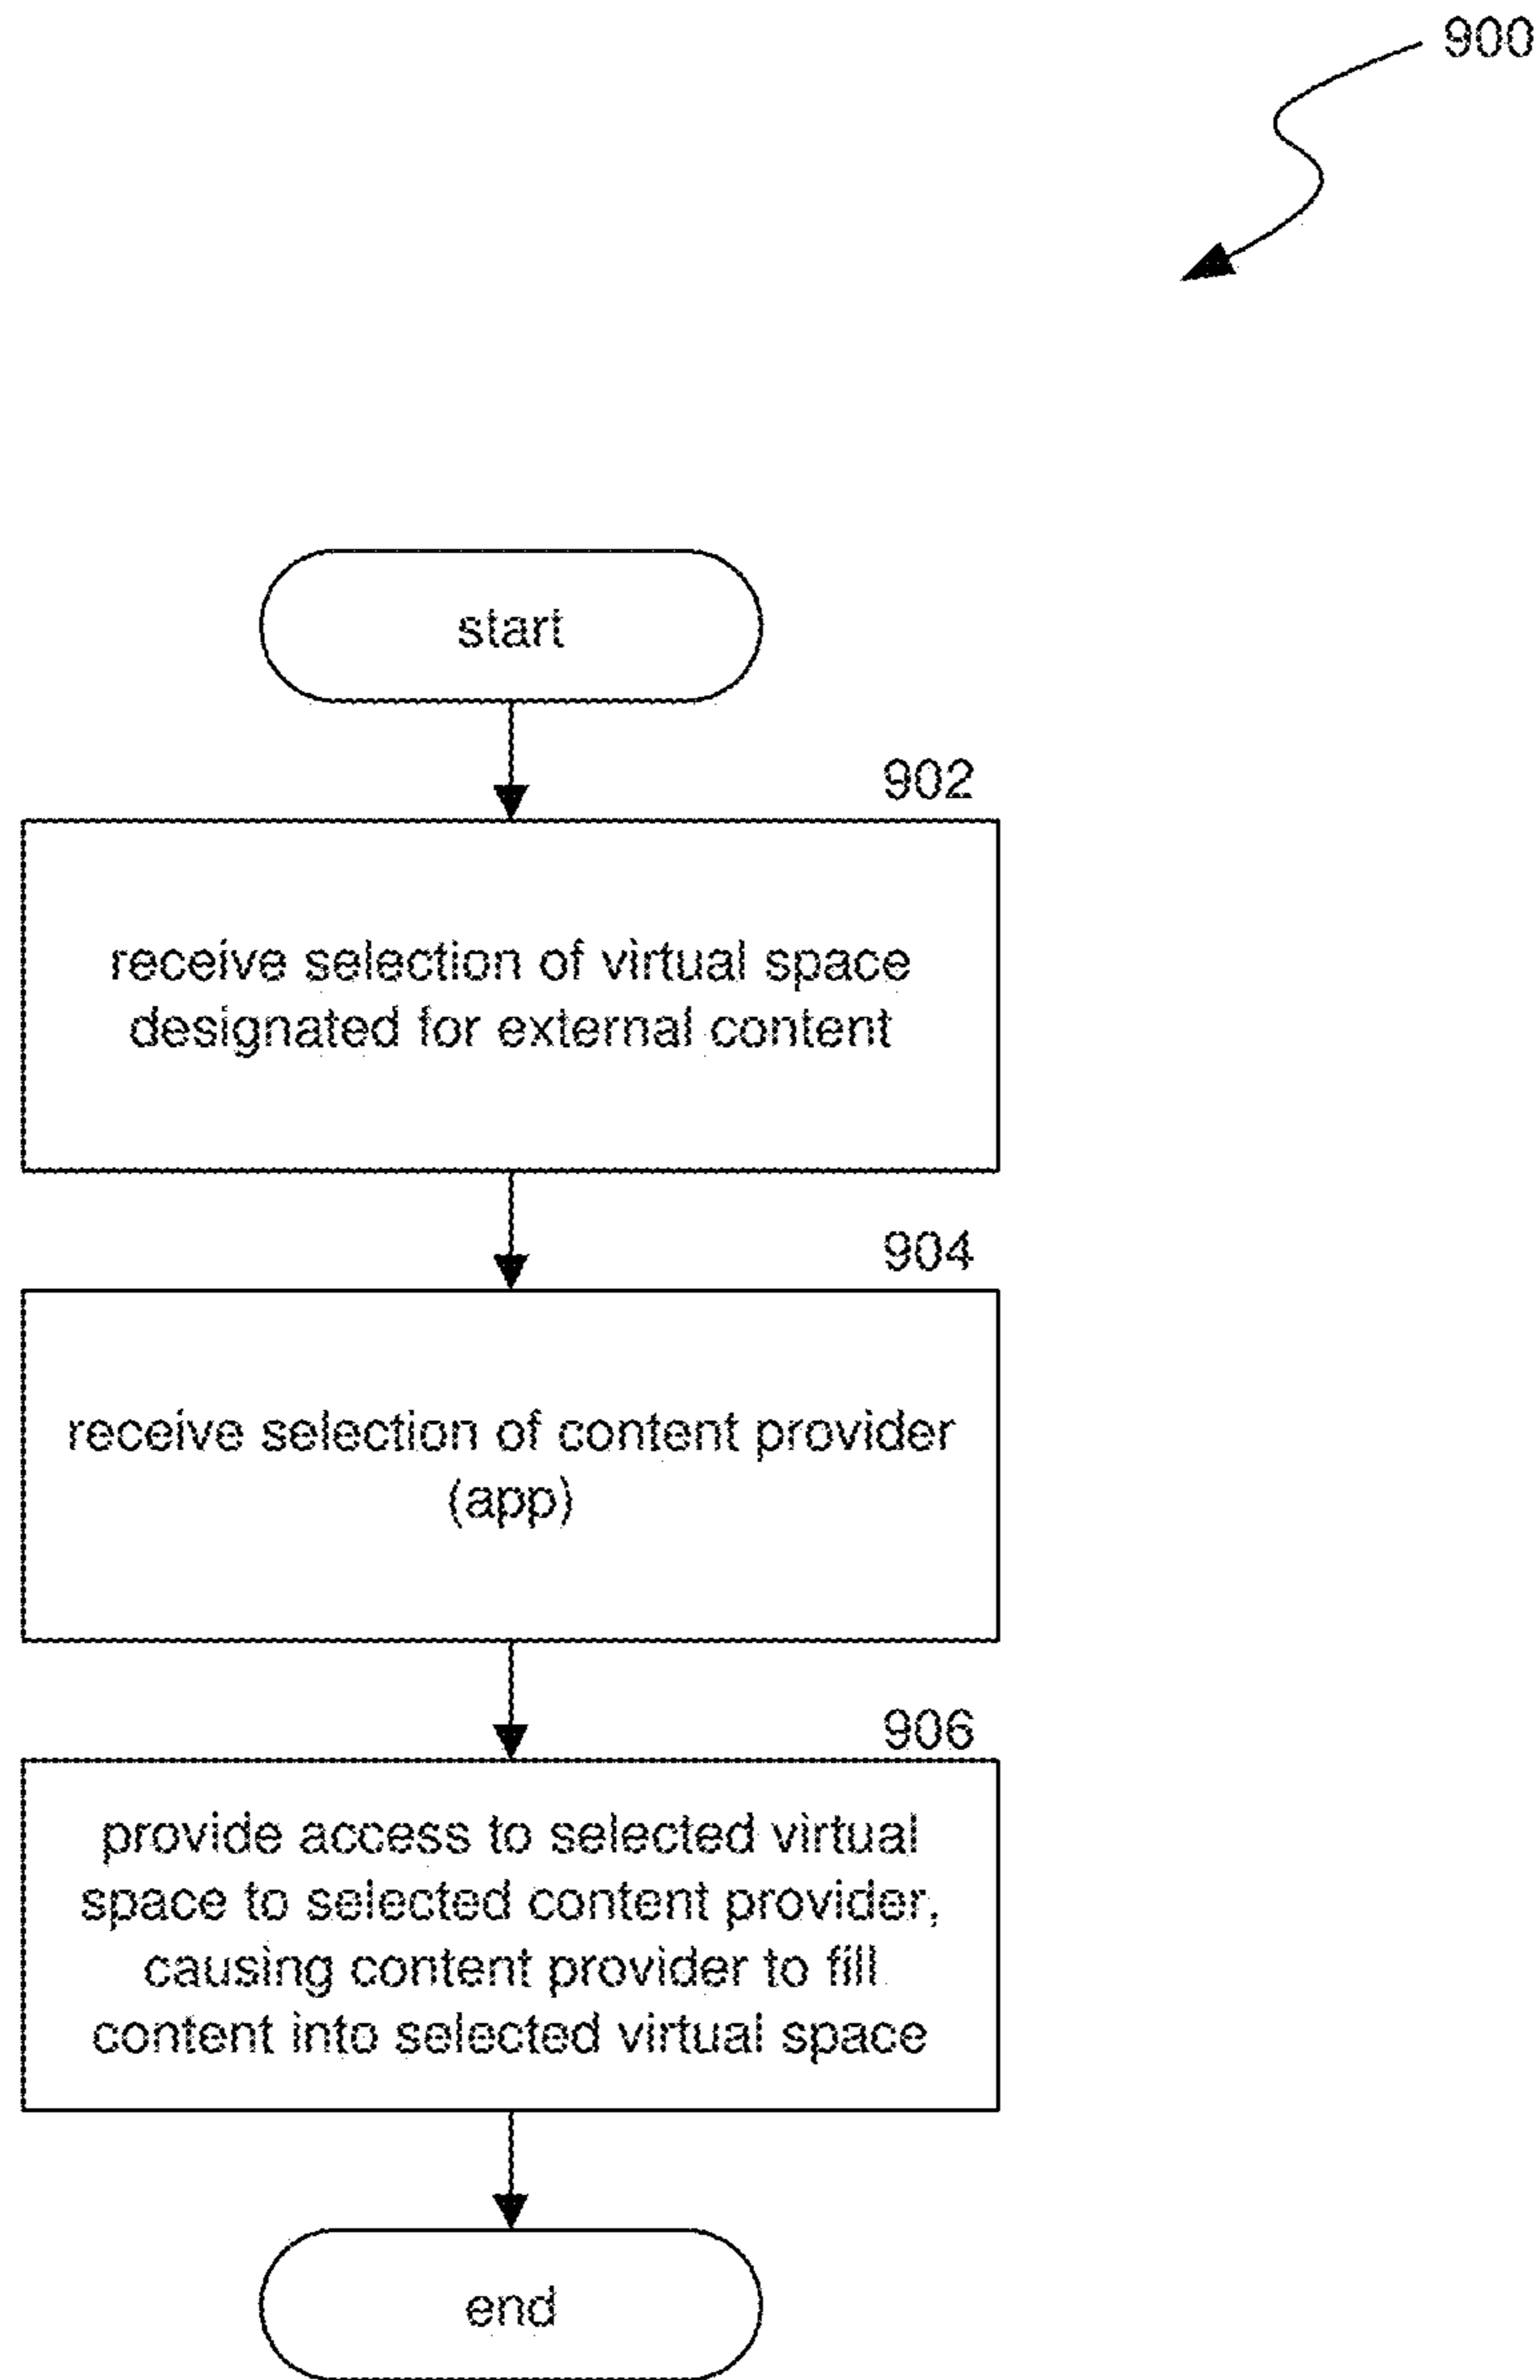 900
start
902
receive selection of virtual space
designated for external content
904
receive selection of content provider
(app)
906
provide access to selected virtual
space to selected content provider,
causing content provider to fill
content into selected virtual space
end